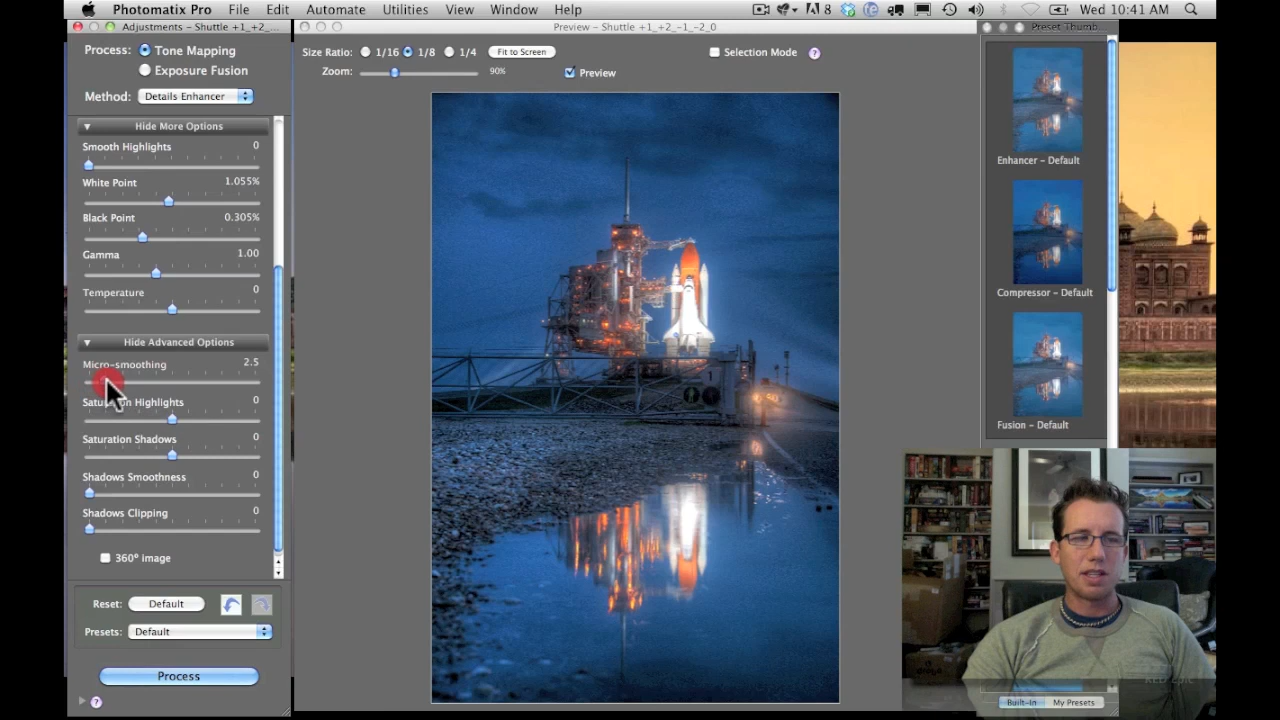 Photomatix Pro File Edit Automate Utilities View Window Help 8 Wed 10:41 AM
Adjustments – Shuttle +1_+2_...
Preview – Shuttle +1_+2_-1_-2_0
Preset Thumb
Process: Tone Mapping
Exposure Fusion
Method: Details Enhancer
Size Ratio: 1/16 1/8 1/4 Fit to Screen
Selection Mode ?
Zoom: 90% Preview
Hide More Options
Smooth Highlights 0
White Point 1.055%
Black Point 0.305%
Gamma 1.00
Temperature 0
Hide Advanced Options
Micro-smoothing 2.5
Saturation Highlights 0
Saturation Shadows 0
Shadows Smoothness 0
Shadows Clipping 0
360° image
Reset: Default
Presets: Default
Process
?
Enhancer – Default
Compressor – Default
Fusion – Default
Built-In My Presets